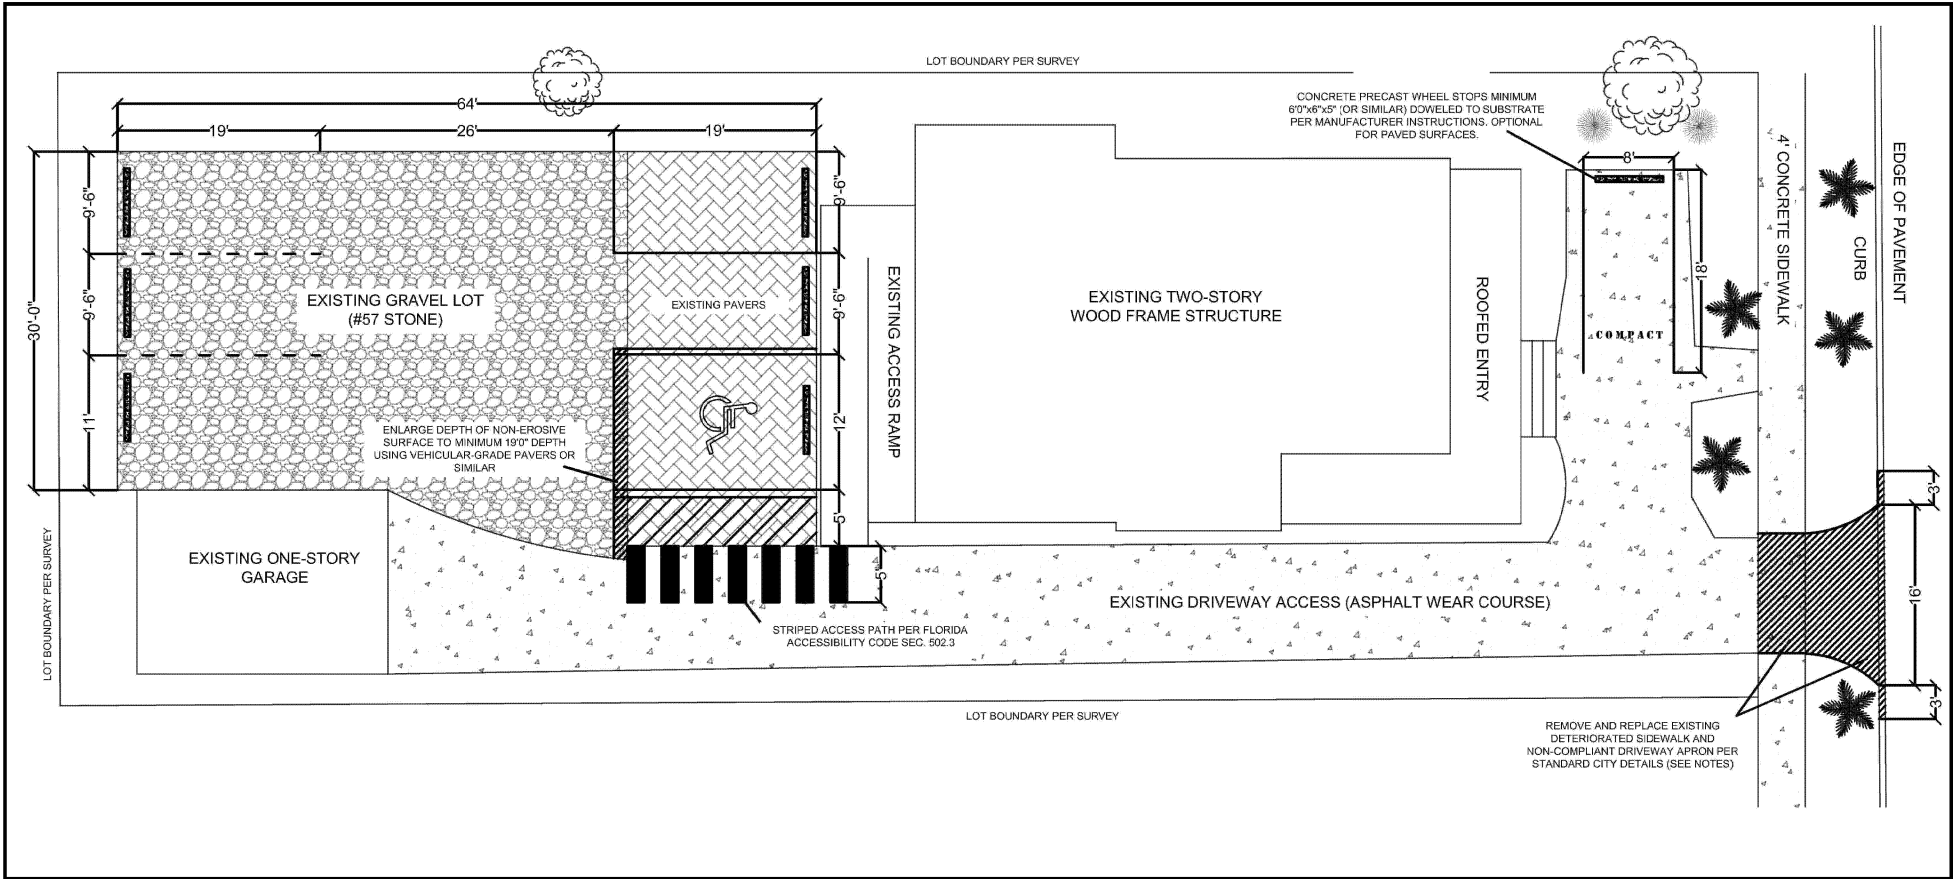 LOT BOUNDARY PER SURVEY
64'
19'
26'
19'
CONCRETE PRECAST WHEEL STOPS MINIMUM
6'0"x6"x5" (OR SIMILAR) DOWELED TO SUBSTRATE
PER MANUFACTURER INSTRUCTIONS. OPTIONAL
FOR PAVED SURFACES.
8'
18'
30'-0"
9'-6"
9'-6"
11'
9'-6"
9'-6"
12'
5'
EXISTING GRAVEL LOT
(#57 STONE)
EXISTING PAVERS
EXISTING ACCESS RAMP
EXISTING TWO-STORY
WOOD FRAME STRUCTURE
ROOFED ENTRY
COMPACT
4' CONCRETE SIDEWALK
CURB
EDGE OF PAVEMENT
ENLARGE DEPTH OF NON-EROSIVE
SURFACE TO MINIMUM 19'0" DEPTH
USING VEHICULAR-GRADE PAVERS OR
SIMILAR
LOT BOUNDARY PER SURVEY
EXISTING ONE-STORY
GARAGE
5'
EXISTING DRIVEWAY ACCESS (ASPHALT WEAR COURSE)
3'
16'
3'
STRIPED ACCESS PATH PER FLORIDA
ACCESSIBILITY CODE SEC. 502.3
LOT BOUNDARY PER SURVEY
REMOVE AND REPLACE EXISTING
DETERIORATED SIDEWALK AND
NON-COMPLIANT DRIVEWAY APRON PER
STANDARD CITY DETAILS (SEE NOTES)